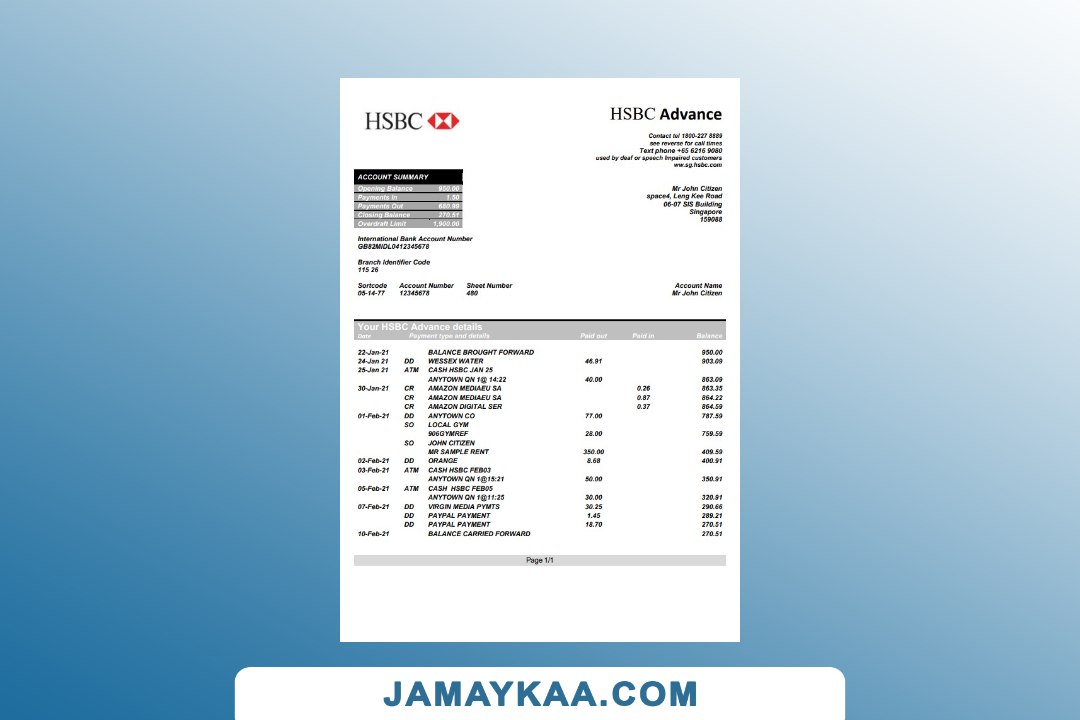 HSBC
HSBC Advance
Contact tel 1800-227 8889
see reverse for call times
Text phone +65 6216 9080
used by deaf or speech Impaired customers
ww.sg.hsbc.com
ACCOUNT SUMMARY
Opening Balance 950.00
Payments In 1.50
Payments Out 680.99
Closing Balance 270.51
Overdraft Limit 1,900.00
Mr John Citizen
space4, Leng Kee Road
06-07 SIS Building
Singapore
159088
International Bank Account Number
GB82MIDL0412345678
Branch Identifier Code
115 26
Sortcode Account Number Sheet Number Account Name
05-14-77 12345678 480 Mr John Citizen
Your HSBC Advance details
Date Payment type and details Paid out Paid in Balance
22-Jan-21 BALANCE BROUGHT FORWARD 950.00
24-Jan 21 DD WESSEX WATER 46.91 903.09
25-Jan 21 ATM CASH HSBC JAN 25
ANYTOWN QN 1@ 14:22 40.00 863.09
30-Jan-21 CR AMAZON MEDIAEU SA 0.26 863.35
CR AMAZON MEDIAEU SA 0.87 864.22
CR AMAZON DIGITAL SER 0.37 864.59
01-Feb-21 DD ANYTOWN CO 77.00 787.59
SO LOCAL GYM
906GYMREF 28.00 759.59
SO JOHN CITIZEN
MR SAMPLE RENT 350.00 409.59
02-Feb-21 DD ORANGE 8.68 400.91
03-Feb-21 ATM CASH HSBC FEB03
ANYTOWN QN 1@15:21 50.00 350.91
05-Feb-21 ATM CASH HSBC FEB05
ANYTOWN QN 1@11:25 30.00 320.91
07-Feb-21 DD VIRGIN MEDIA PYMTS 30.25 290.66
DD PAYPAL PAYMENT 1.45 289.21
DD PAYPAL PAYMENT 18.70 270.51
10-Feb-21 BALANCE CARRIED FORWARD 270.51
Page 1/1
JAMAYKAA.COM